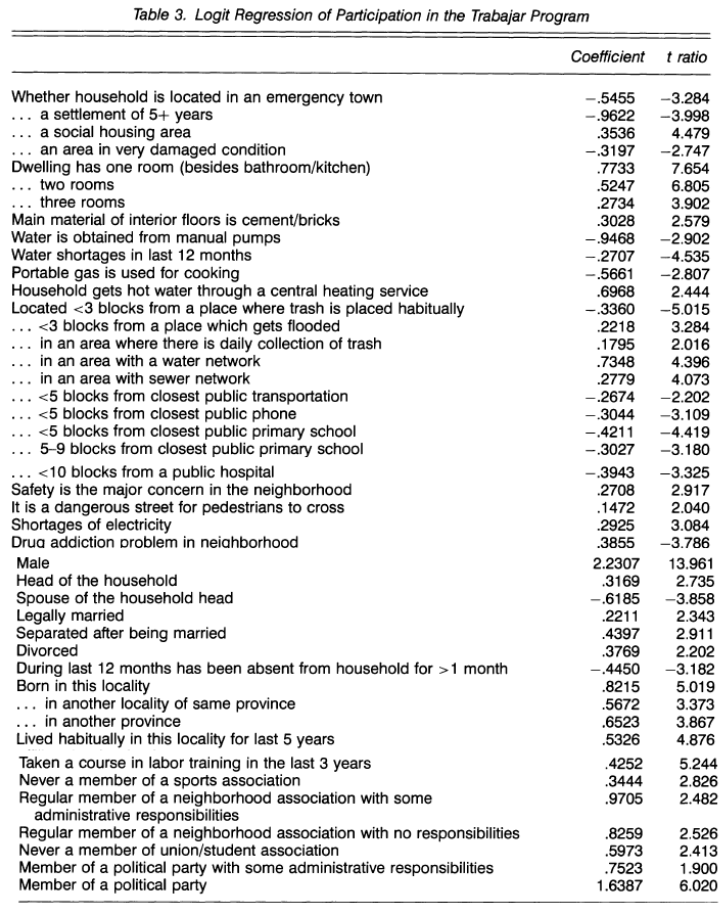 Table 3. Logit Regression of Participation in the Trabajar Program
Coefficient t ratio
Whether household is located in an emergency town −.5455 −3.284
... a settlement of 5+ years −.9622 −3.998
... a social housing area .3536 4.479
... an area in very damaged condition −.3197 −2.747
Dwelling has one room (besides bathroom/kitchen) .7733 7.654
... two rooms .5247 6.805
... three rooms .2734 3.902
Main material of interior floors is cement/bricks .3028 2.579
Water is obtained from manual pumps −.9468 −2.902
Water shortages in last 12 months −.2707 −4.535
Portable gas is used for cooking −.5661 −2.807
Household gets hot water through a central heating service .6968 2.444
Located <3 blocks from a place where trash is placed habitually −.3360 −5.015
... <3 blocks from a place which gets flooded .2218 3.284
... in an area where there is daily collection of trash .1795 2.016
... in an area with a water network .7348 4.396
... in an area with sewer network .2779 4.073
... <5 blocks from closest public transportation −.2674 −2.202
... <5 blocks from closest public phone −.3044 −3.109
... <5 blocks from closest public primary school −.4211 −4.419
... 5–9 blocks from closest public primary school −.3027 −3.180
... <10 blocks from a public hospital −.3943 −3.325
Safety is the major concern in the neighborhood .2708 2.917
It is a dangerous street for pedestrians to cross .1472 2.040
Shortages of electricity .2925 3.084
Drug addiction problem in neighborhood .3855 −3.786
Male 2.2307 13.961
Head of the household .3169 2.735
Spouse of the household head −.6185 −3.858
Legally married .2211 2.343
Separated after being married .4397 2.911
Divorced .3769 2.202
During last 12 months has been absent from household for >1 month −.4450 −3.182
Born in this locality .8215 5.019
... in another locality of same province .5672 3.373
... in another province .6523 3.867
Lived habitually in this locality for last 5 years .5326 4.876
Taken a course in labor training in the last 3 years .4252 5.244
Never a member of a sports association .3444 2.826
Regular member of a neighborhood association with some .9705 2.482
administrative responsibilities
Regular member of a neighborhood association with no responsibilities .8259 2.526
Never a member of union/student association .5973 2.413
Member of a political party with some administrative responsibilities .7523 1.900
Member of a political party 1.6387 6.020